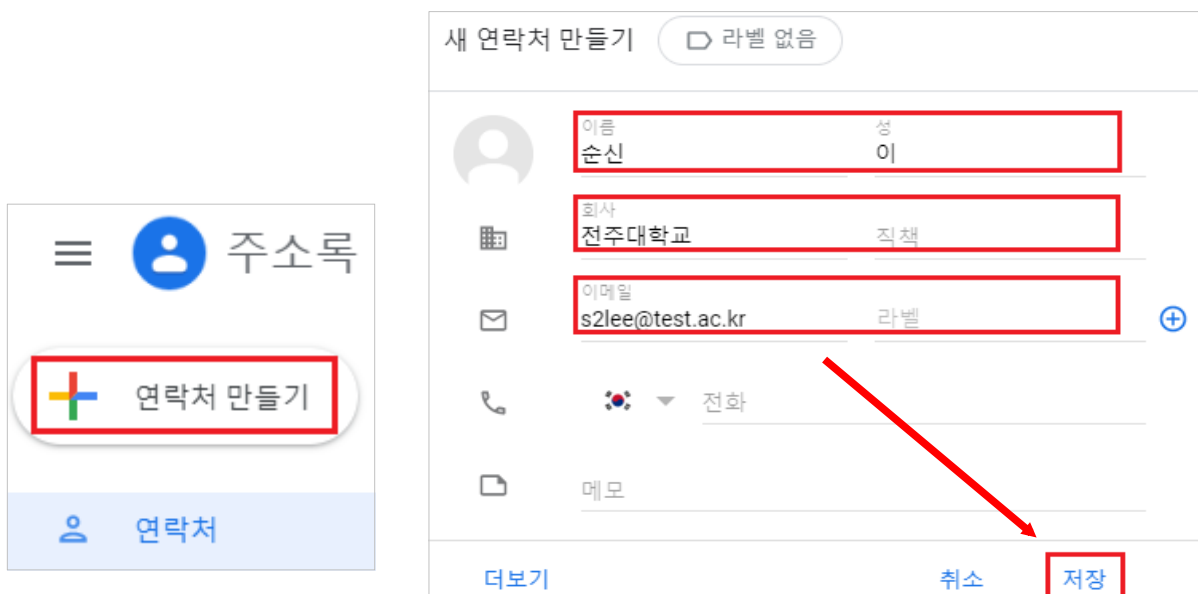 주소록
연락처 만들기
연락처
새 연락처 만들기 라벨 없음
이름 성
순신 이
회사
전주대학교 직책
이메일
s2lee@test.ac.kr 라벨
전화
메모
더보기 취소 저장